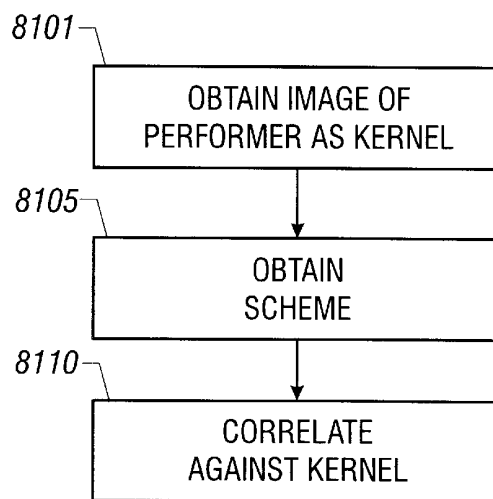 8101
OBTAIN IMAGE OF
PERFORMER AS KERNEL
8105
OBTAIN
SCHEME
8110
CORRELATE
AGAINST KERNEL